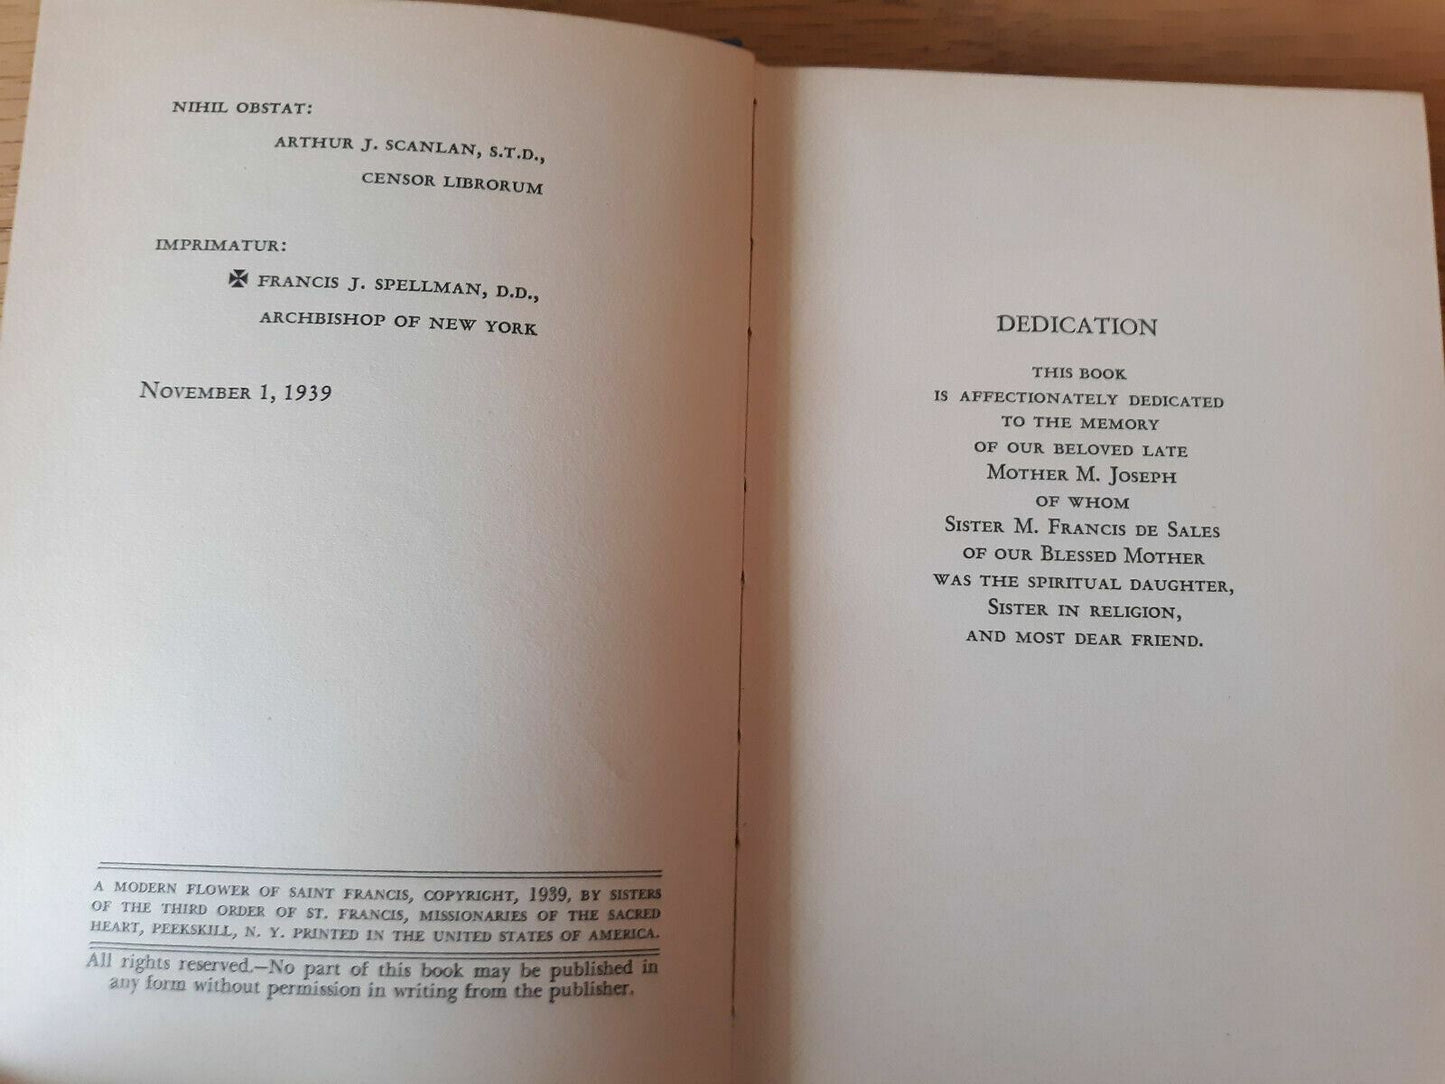 NIHIL OBSTAT:
ARTHUR J. SCANLAN, S.T.D.,
CENSOR LIBRORUM
IMPRIMATUR:
✠ FRANCIS J. SPELLMAN, D.D.,
ARCHBISHOP OF NEW YORK
NOVEMBER 1, 1939
A MODERN FLOWER OF SAINT FRANCIS, COPYRIGHT, 1939, BY SISTERS
OF THE THIRD ORDER OF ST. FRANCIS, MISSIONARIES OF THE SACRED
HEART, PEEKSKILL, N. Y. PRINTED IN THE UNITED STATES OF AMERICA.
All rights reserved.—No part of this book may be published in
any form without permission in writing from the publisher.
DEDICATION
THIS BOOK
IS AFFECTIONATELY DEDICATED
TO THE MEMORY
OF OUR BELOVED LATE
MOTHER M. JOSEPH
OF WHOM
SISTER M. FRANCIS DE SALES
OF OUR BLESSED MOTHER
WAS THE SPIRITUAL DAUGHTER,
SISTER IN RELIGION,
AND MOST DEAR FRIEND.